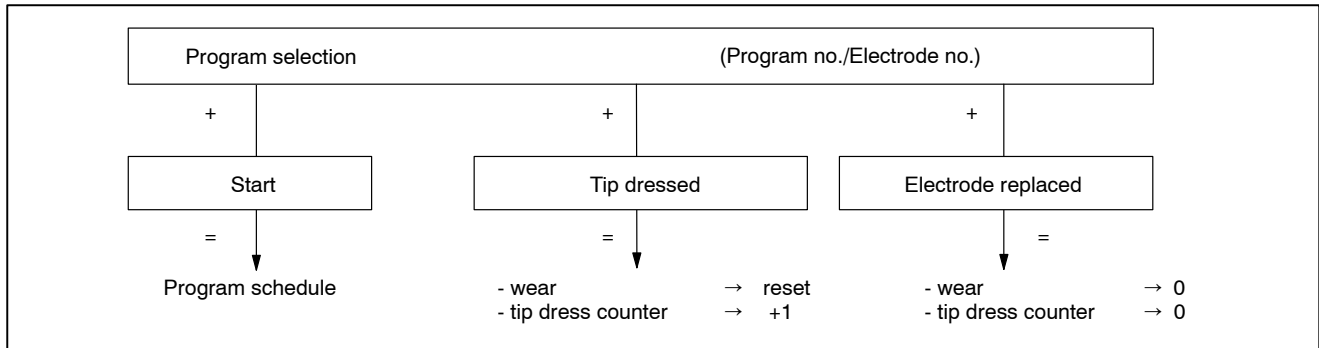 Program selection (Program no./Electrode no.)
+ + +
Start Tip dressed Electrode replaced
= = =
Program schedule - wear → reset - wear → 0
- tip dress counter → +1 - tip dress counter → 0